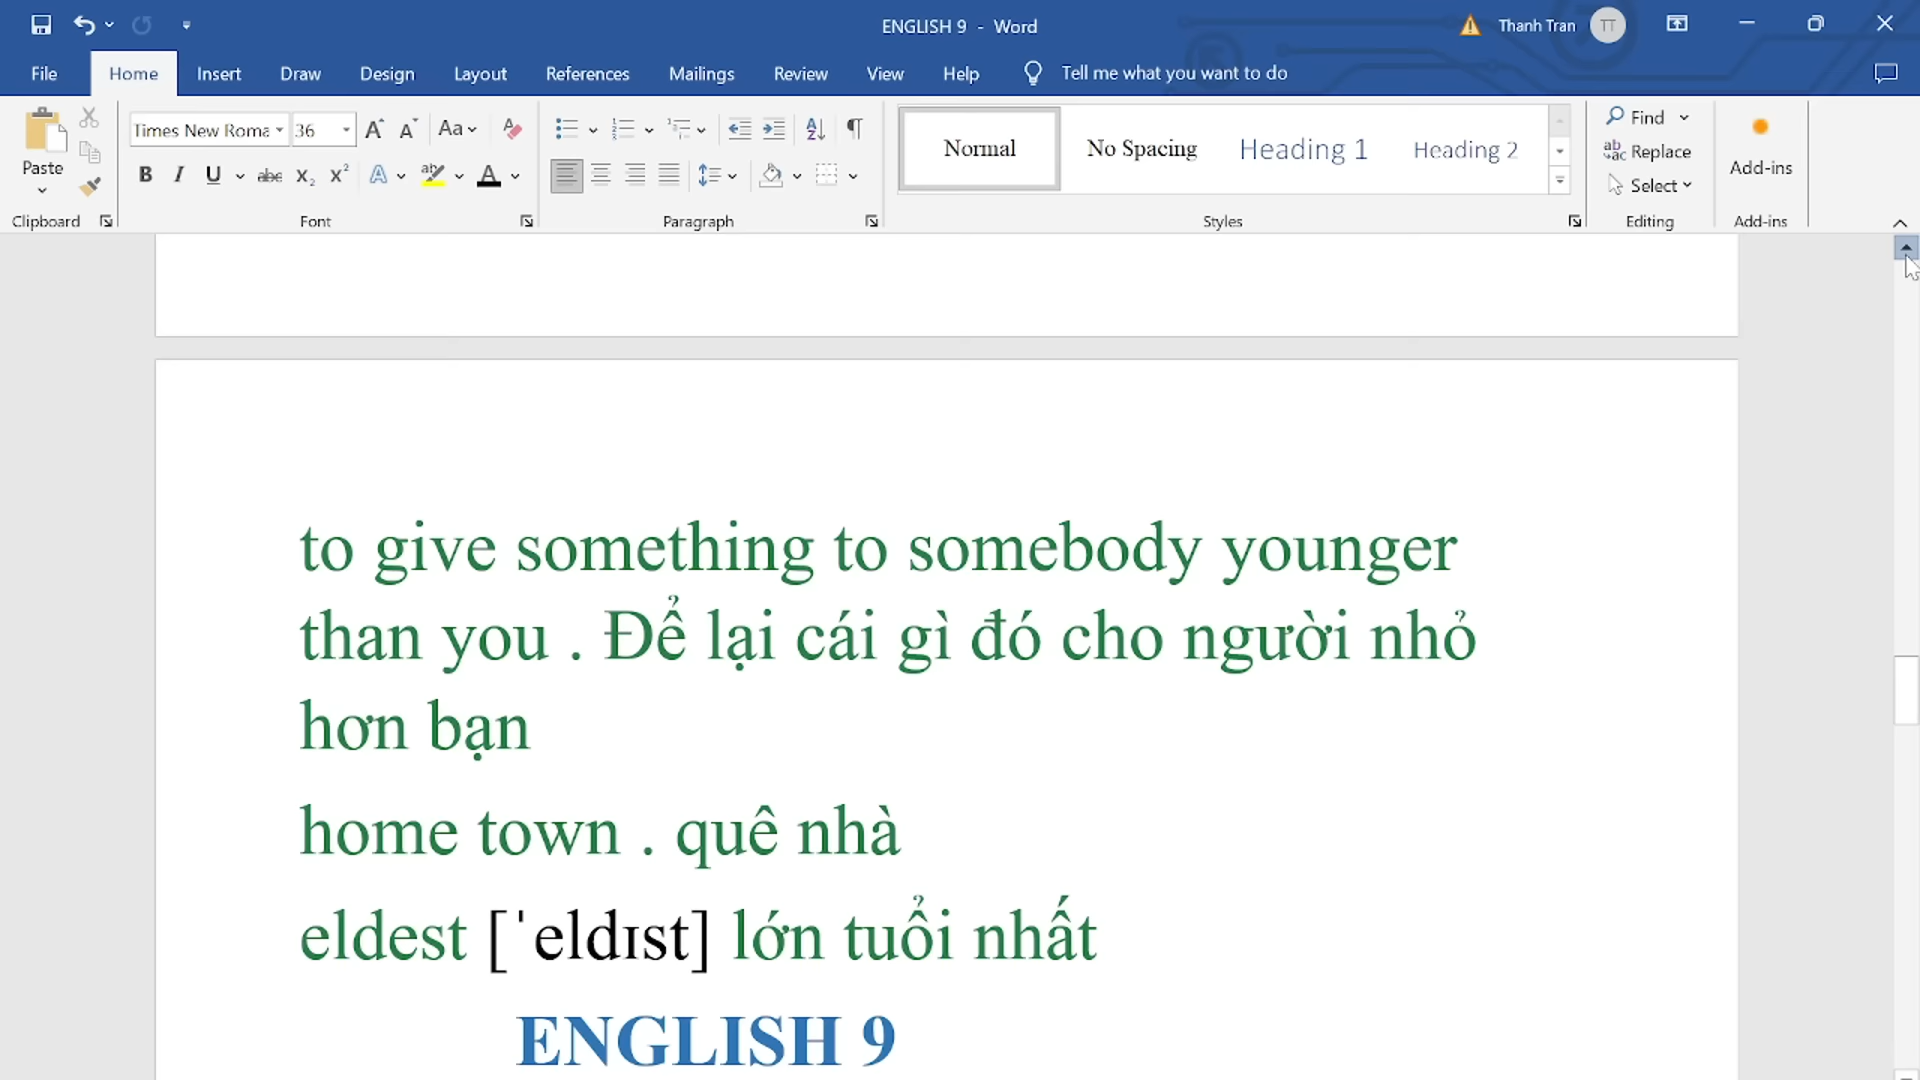 ENGLISH 9 - Word
Thanh Tran
TT
File
Home
Insert
Draw
Design
Layout
References
Mailings
Review
View
Help
Tell me what you want to do
Paste
Clipboard
Times New Roma
36
Aa
Font
Paragraph
Normal
No Spacing
Heading 1
Heading 2
Styles
Find
Replace
Select
Editing
Add-ins
Add-ins
to give something to somebody younger
than you . Để lại cái gì đó cho người nhỏ
hơn bạn
home town . quê nhà
eldest [ˈeldɪst] lớn tuổi nhất
ENGLISH 9